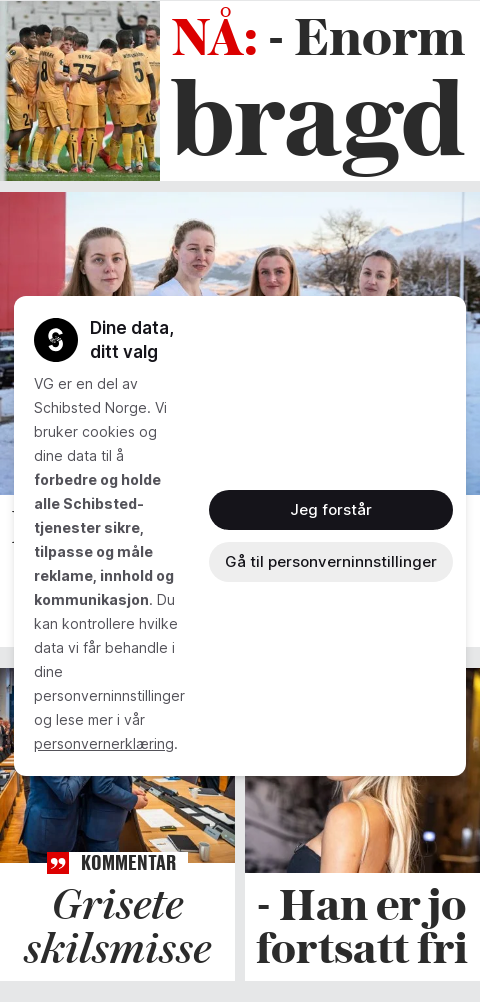 NÅ: - Enorm
bragd
Dine data,
ditt valg
VG er en del av
Schibsted Norge. Vi
bruker cookies og
dine data til å
forbedre og holde
alle Schibsted-
tjenester sikre,
tilpasse og måle
reklame, innhold og
kommunikasjon. Du
kan kontrollere hvilke
data vi får behandle i
dine
personverninnstillinger
og lese mer i vår
personvernerklæring.
Jeg forstår
Gå til personverninnstillinger
KOMMENTAR
Grisete
skilsmisse
- Han er jo
fortsatt fri